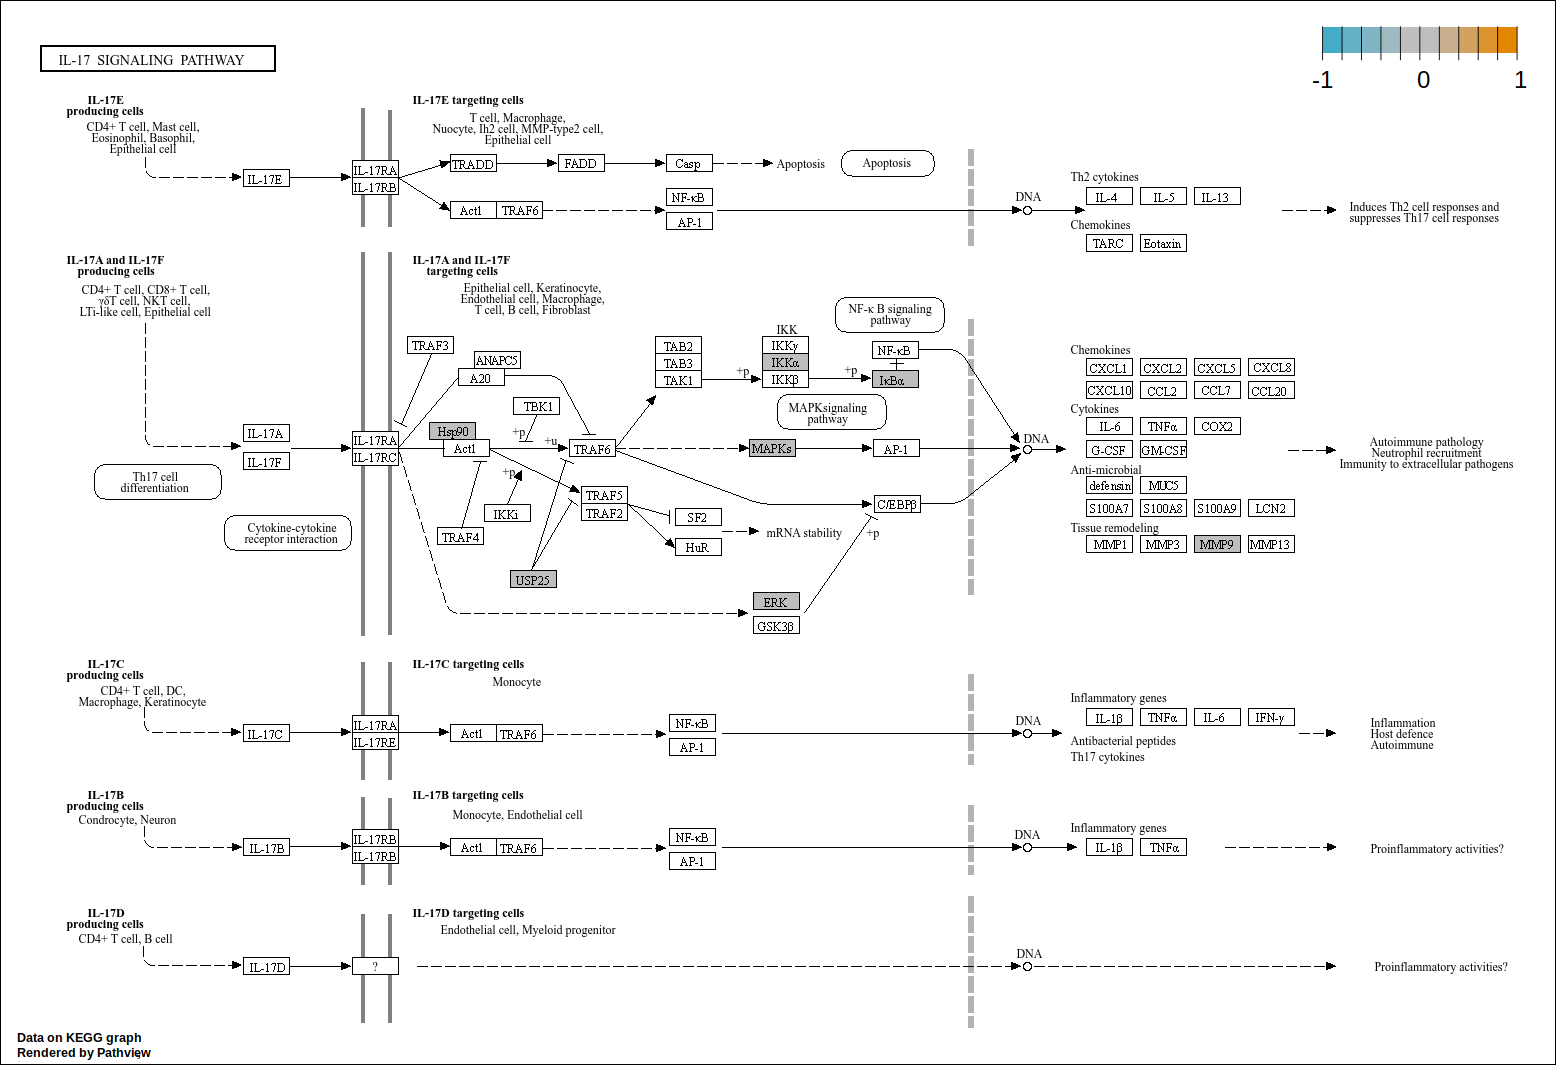 IL-17 SIGNALING PATHWAY
-1 0 1
IL-17E
producing cells
CD4+ T cell, Mast cell,
Eosinophil, Basophil,
Epithelial cell
IL-17E
IL-17RA
IL-17RB
IL-17E targeting cells
T cell, Macrophage,
Nuocyte, Ih2 cell, MMP-type2 cell,
Epithelial cell
TRADD
FADD
Casp
Apoptosis
Apoptosis
Act1
TRAF6
NF-κB
AP-1
DNA
Th2 cytokines
IL-4
IL-5
IL-13
Chemokines
TARC
Eotaxin
Induces Th2 cell responses and
suppresses Th17 cell responses
IL-17A and IL-17F
producing cells
CD4+ T cell, CD8+ T cell,
γδT cell, NKT cell,
LTi-like cell, Epithelial cell
IL-17A
IL-17F
Th17 cell
differentiation
Cytokine-cytokine
receptor interaction
IL-17RA
IL-17RC
IL-17A and IL-17F
targeting cells
Epithelial cell, Keratinocyte,
Endothelial cell, Macrophage,
T cell, B cell, Fibroblast
TRAF3
ANAPC5
A20
TBK1
Hsp90
Act1
+p
+u
+p
TRAF6
IKKi
TRAF4
USP25
TRAF5
TRAF2
SF2
HuR
mRNA stability
TAB2
TAB3
TAK1
+p
IKK
IKKγ
IKKα
IKKβ
+p
NF-κB
IκBα
NF-κ B signaling
pathway
MAPKsignaling
pathway
MAPKs
AP-1
C/EBPβ
+p
ERK
GSK3β
DNA
Chemokines
CXCL1
CXCL2
CXCL5
CXCL8
CXCL10
CCL2
CCL7
CCL20
Cytokines
IL-6
TNFα
COX2
G-CSF
GM-CSF
Anti-microbial
defensin
MUC5
S100A7
S100A8
S100A9
LCN2
Tissue remodeling
MMP1
MMP3
MMP9
MMP13
Autoimmune pathology
Neutrophil recruitment
Immunity to extracellular pathogens
IL-17C
producing cells
CD4+ T cell, DC,
Macrophage, Keratinocyte
IL-17C
IL-17RA
IL-17RE
IL-17C targeting cells
Monocyte
Act1
TRAF6
NF-κB
AP-1
DNA
Inflammatory genes
IL-1β
TNFα
IL-6
IFN-γ
Antibacterial peptides
Th17 cytokines
Inflammation
Host defence
Autoimmune
IL-17B
producing cells
Condrocyte, Neuron
IL-17B
IL-17RB
IL-17RB
IL-17B targeting cells
Monocyte, Endothelial cell
Act1
TRAF6
NF-κB
AP-1
DNA
Inflammatory genes
IL-1β
TNFα
Proinflammatory activities?
IL-17D
producing cells
CD4+ T cell, B cell
IL-17D
?
IL-17D targeting cells
Endothelial cell, Myeloid progenitor
DNA
Proinflammatory activities?
Data on KEGG graph
Rendered by Pathview